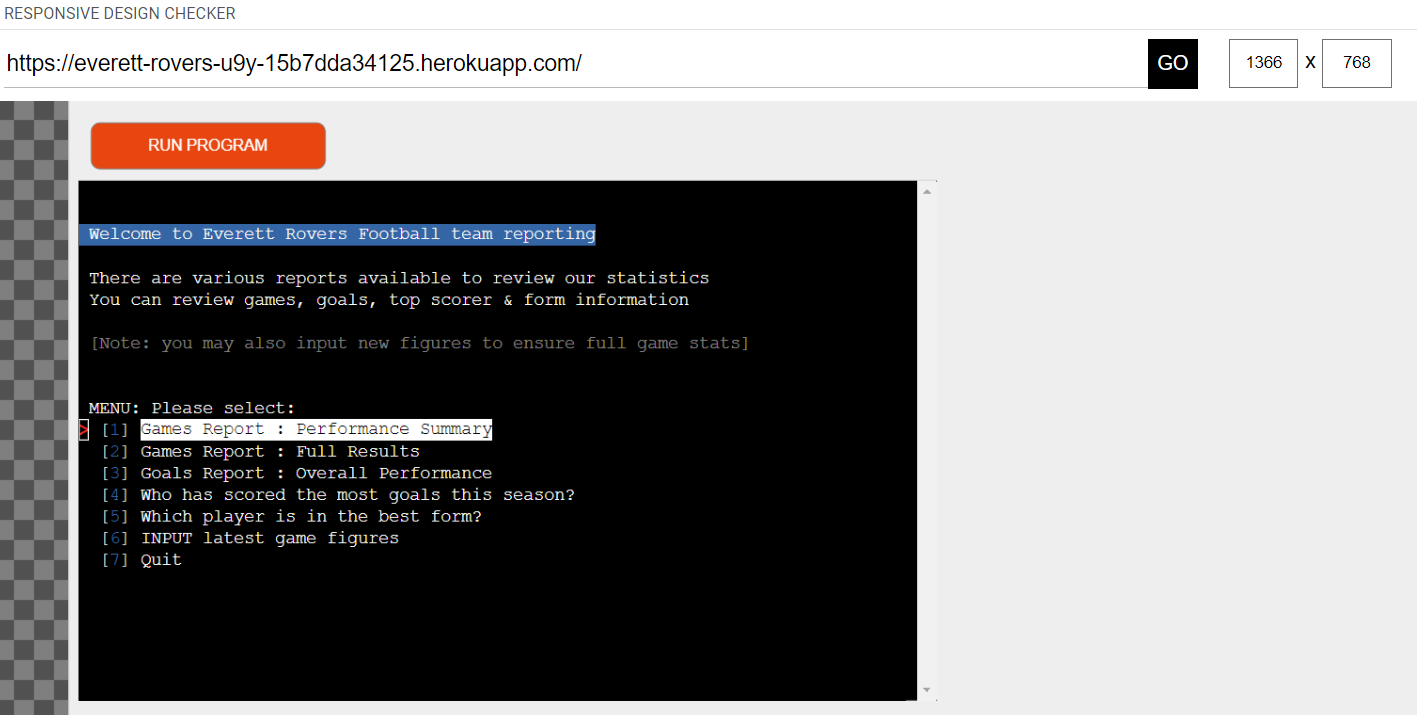 RESPONSIVE DESIGN CHECKER
https://everett-rovers-u9y-15b7dda34125.herokuapp.com/ GO 1366 X 768
RUN PROGRAM
Welcome to Everett Rovers Football team reporting
There are various reports available to review our statistics
You can review games, goals, top scorer & form information
[Note: you may also input new figures to ensure full game stats]
MENU: Please select:
> [1] Games Report : Performance Summary
[2] Games Report : Full Results
[3] Goals Report : Overall Performance
[4] Who has scored the most goals this season?
[5] Which player is in the best form?
[6] INPUT latest game figures
[7] Quit